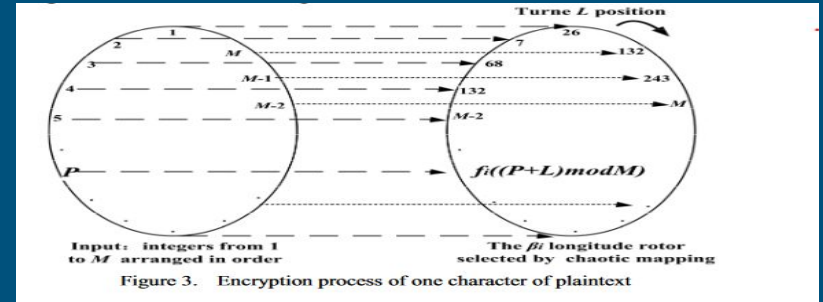 Turne L position
1
26
2
7
M
132
3
68
M-1
243
4
132
M-2
M
5
M-2
P
fi((P+L)modM)
Input: integers from 1
to M arranged in order
The βi longitude rotor
selected by chaotic mapping
Figure 3. Encryption process of one character of plaintext